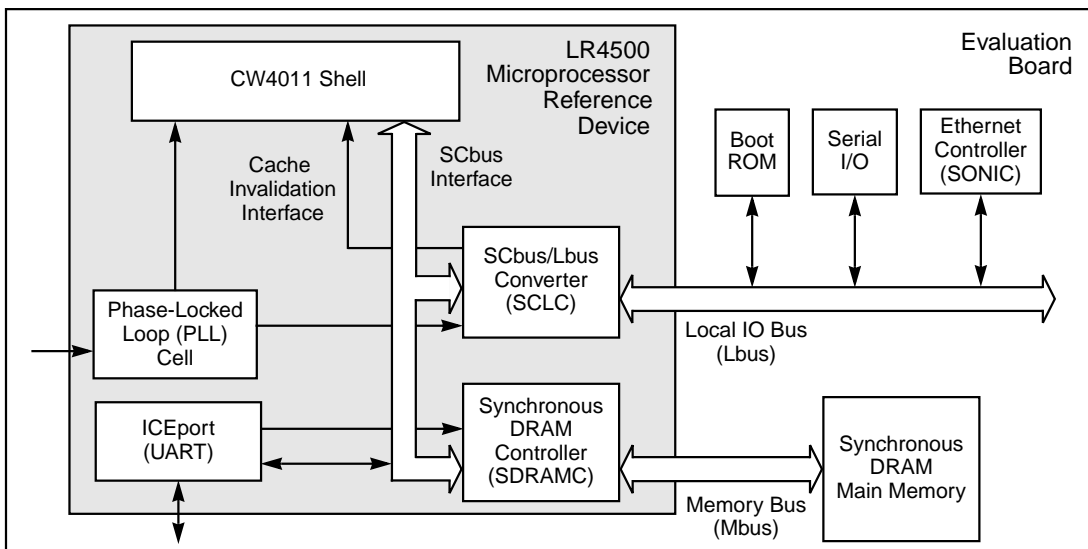 LR4500
Microprocessor
Reference
Device
Evaluation
Board
CW4011 Shell
Cache
Invalidation
Interface
SCbus
Interface
Boot
ROM
Serial
I/O
Ethernet
Controller
(SONIC)
SCbus/Lbus
Converter
(SCLC)
Phase-Locked
Loop (PLL)
Cell
Local IO Bus
(Lbus)
ICEport
(UART)
Synchronous
DRAM
Controller
(SDRAMC)
Synchronous
DRAM
Main Memory
Memory Bus
(Mbus)